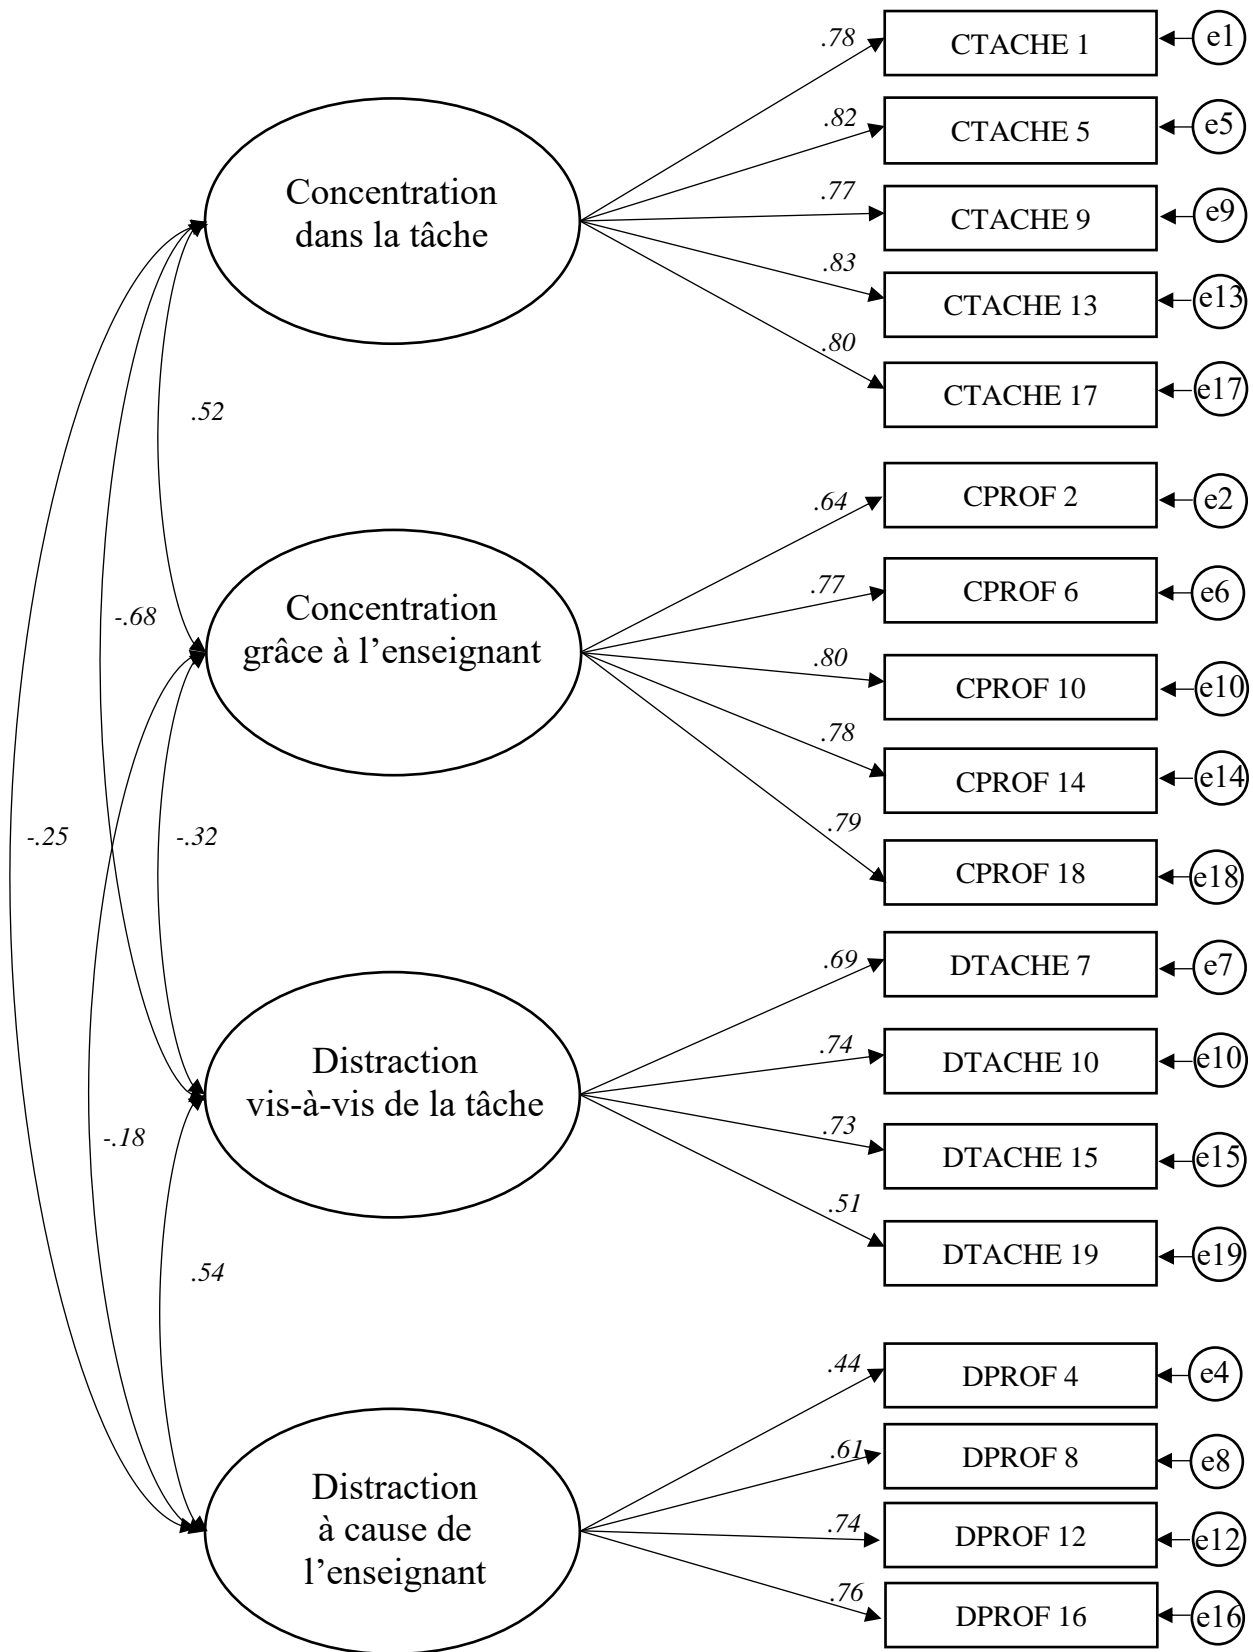 .78
CTACHE 1
e1
.82
CTACHE 5
e5
Concentration
dans la tâche
.77
CTACHE 9
e9
.83
CTACHE 13
e13
.80
CTACHE 17
e17
.52
.64
CPROF 2
e2
Concentration
grâce à l’enseignant
-.68
.77
CPROF 6
e6
.80
CPROF 10
e10
.78
CPROF 14
e14
-.25
-.32
.79
CPROF 18
e18
.69
DTACHE 7
e7
Distraction
vis-à-vis de la tâche
.74
DTACHE 10
e10
-.18
.73
DTACHE 15
e15
.51
DTACHE 19
e19
.54
.44
DPROF 4
e4
.61
DPROF 8
e8
Distraction
à cause de
l’enseignant
.74
DPROF 12
e12
.76
DPROF 16
e16